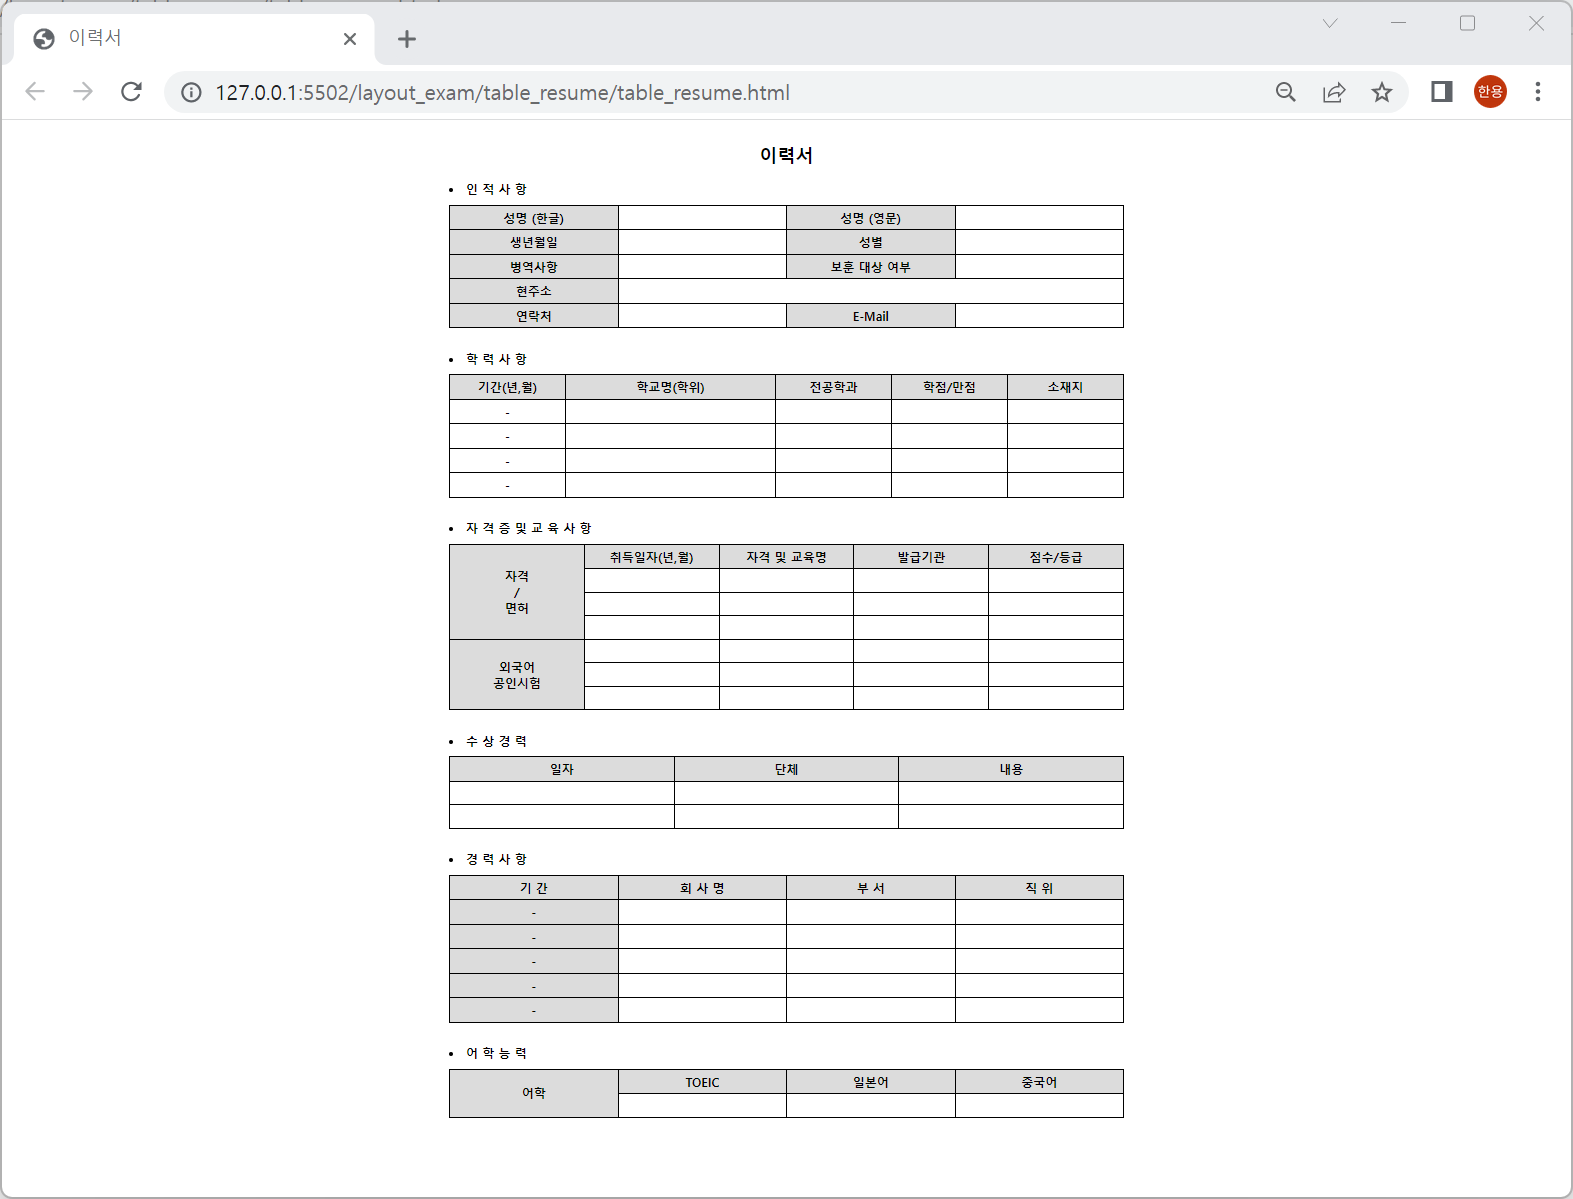 이력서
127.0.0.1:5502/layout_exam/table_resume/table_resume.html
한용
이력서
• 인 적 사 항
성명 (한글) 성명 (영문)
생년월일 성별
병역사항 보훈 대상 여부
현주소
연락처 E-Mail
• 학 력 사 항
기간(년,월) 학교명(학위) 전공학과 학점/만점 소재지
-
-
-
-
• 자 격 증 및 교 육 사 항
취득일자(년,월) 자격 및 교육명 발급기관 점수/등급
자격
/
면허
외국어
공인시험
• 수 상 경 력
일자 단체 내용
• 경 력 사 항
기 간 회 사 명 부 서 직 위
-
-
-
-
-
• 어 학 능 력
어학 TOEIC 일본어 중국어